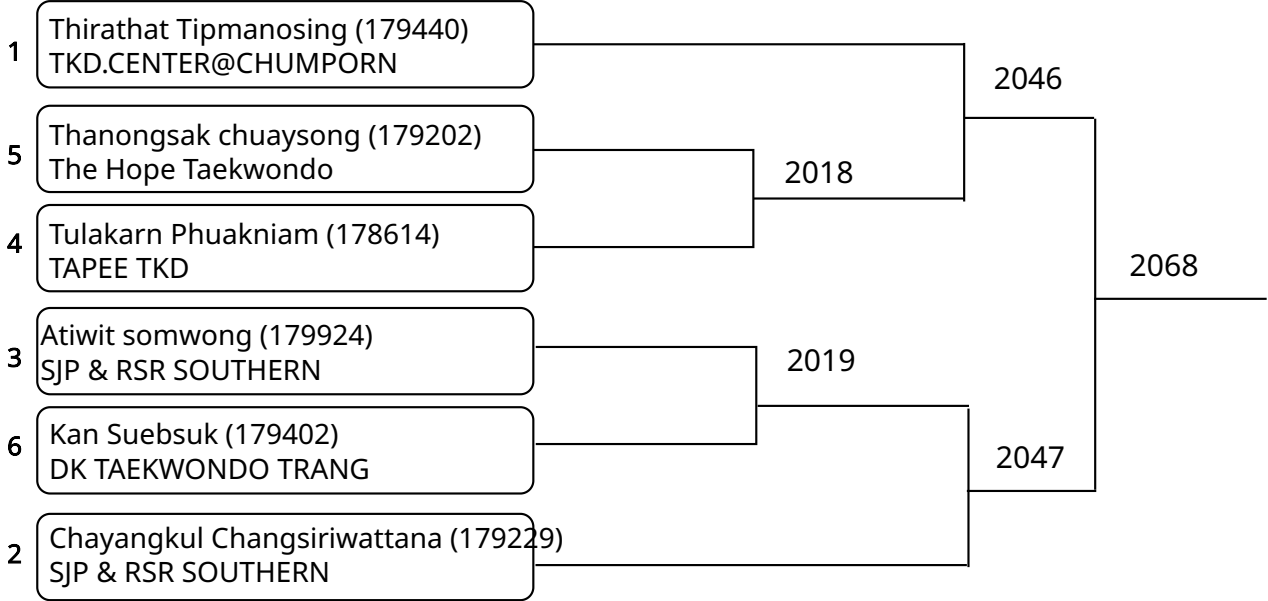 1
Thirathat Tipmanosing (179440)
TKD.CENTER@CHUMPORN
2046
5
Thanongsak chuaysong (179202)
The Hope Taekwondo
2018
4
Tulakarn Phuakniam (178614)
TAPEE TKD
2068
3
Atiwit somwong (179924)
SJP & RSR SOUTHERN
2019
6
Kan Suebsuk (179402)
DK TAEKWONDO TRANG
2047
2
Chayangkul Changsiriwattana (179229)
SJP & RSR SOUTHERN